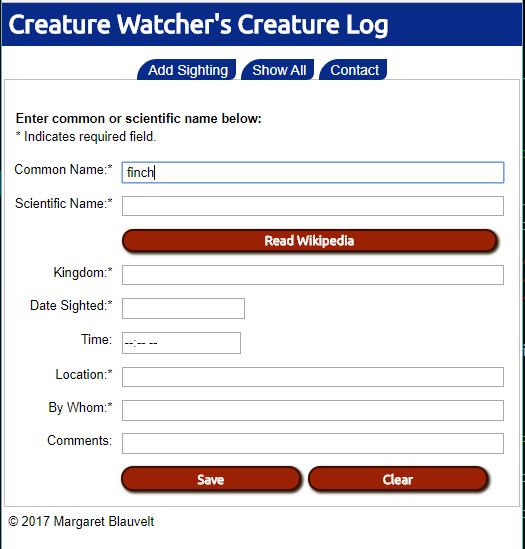 Creature Watcher's Creature Log
Add Sighting Show All Contact
Enter common or scientific name below:
* Indicates required field.
Common Name:* finch
Scientific Name:*
Read Wikipedia
Kingdom:*
Date Sighted:*
Time: --:-- --
Location:*
By Whom:*
Comments:
Save Clear
© 2017 Margaret Blauvelt